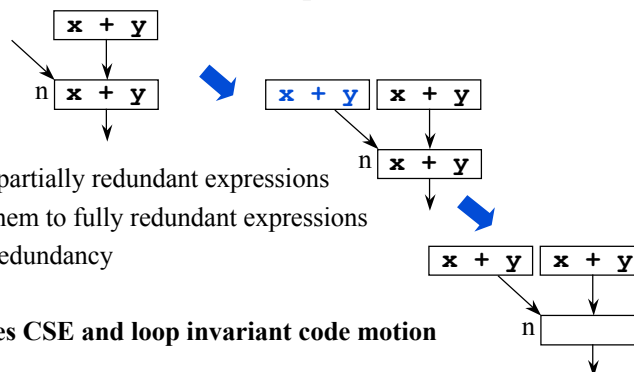 x + y
n x + y
x + y x + y
n x + y
partially redundant expressions
hem to fully redundant expressions
edundancy
x + y x + y
n
es CSE and loop invariant code motion